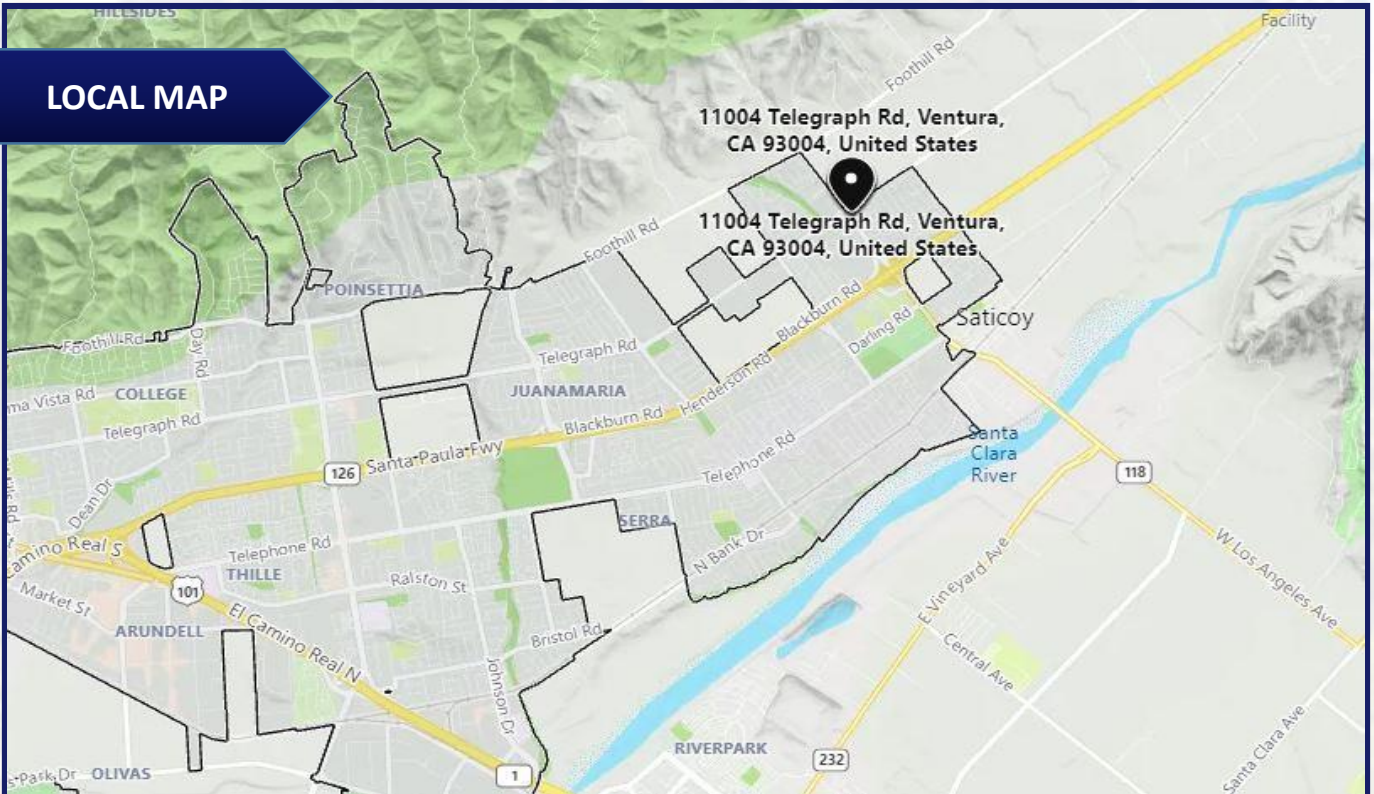 HILLSIDES
Facility
LOCAL MAP
Foothill Rd
11004 Telegraph Rd, Ventura,
CA 93004, United States
11004 Telegraph Rd, Ventura,
CA 93004, United States
Foothill Rd
POINSETTIA
Blackburn Rd
Saticoy
Darling Rd
Foothill Rd
Day Rd
Telegraph Rd
Henderson Rd
JUANAMARIA
ma Vista Rd
COLLEGE
Telegraph Rd
Blackburn Rd
Santa Paula Fwy
126
Telephone Rd
Santa
Clara
River
118
Dean Dr
SERRA
Camino Real S
Telephone Rd
N Bank Dr
W Los Angeles Ave
THILLE
Ralston St
101
Market St
E Vineyard Ave
ARUNDELL
El Camino Real N
Bristol Rd
Central Ave
Johnson Dr
RIVERPARK
232
Santa Clara Ave
s Park Dr
OLIVAS
1